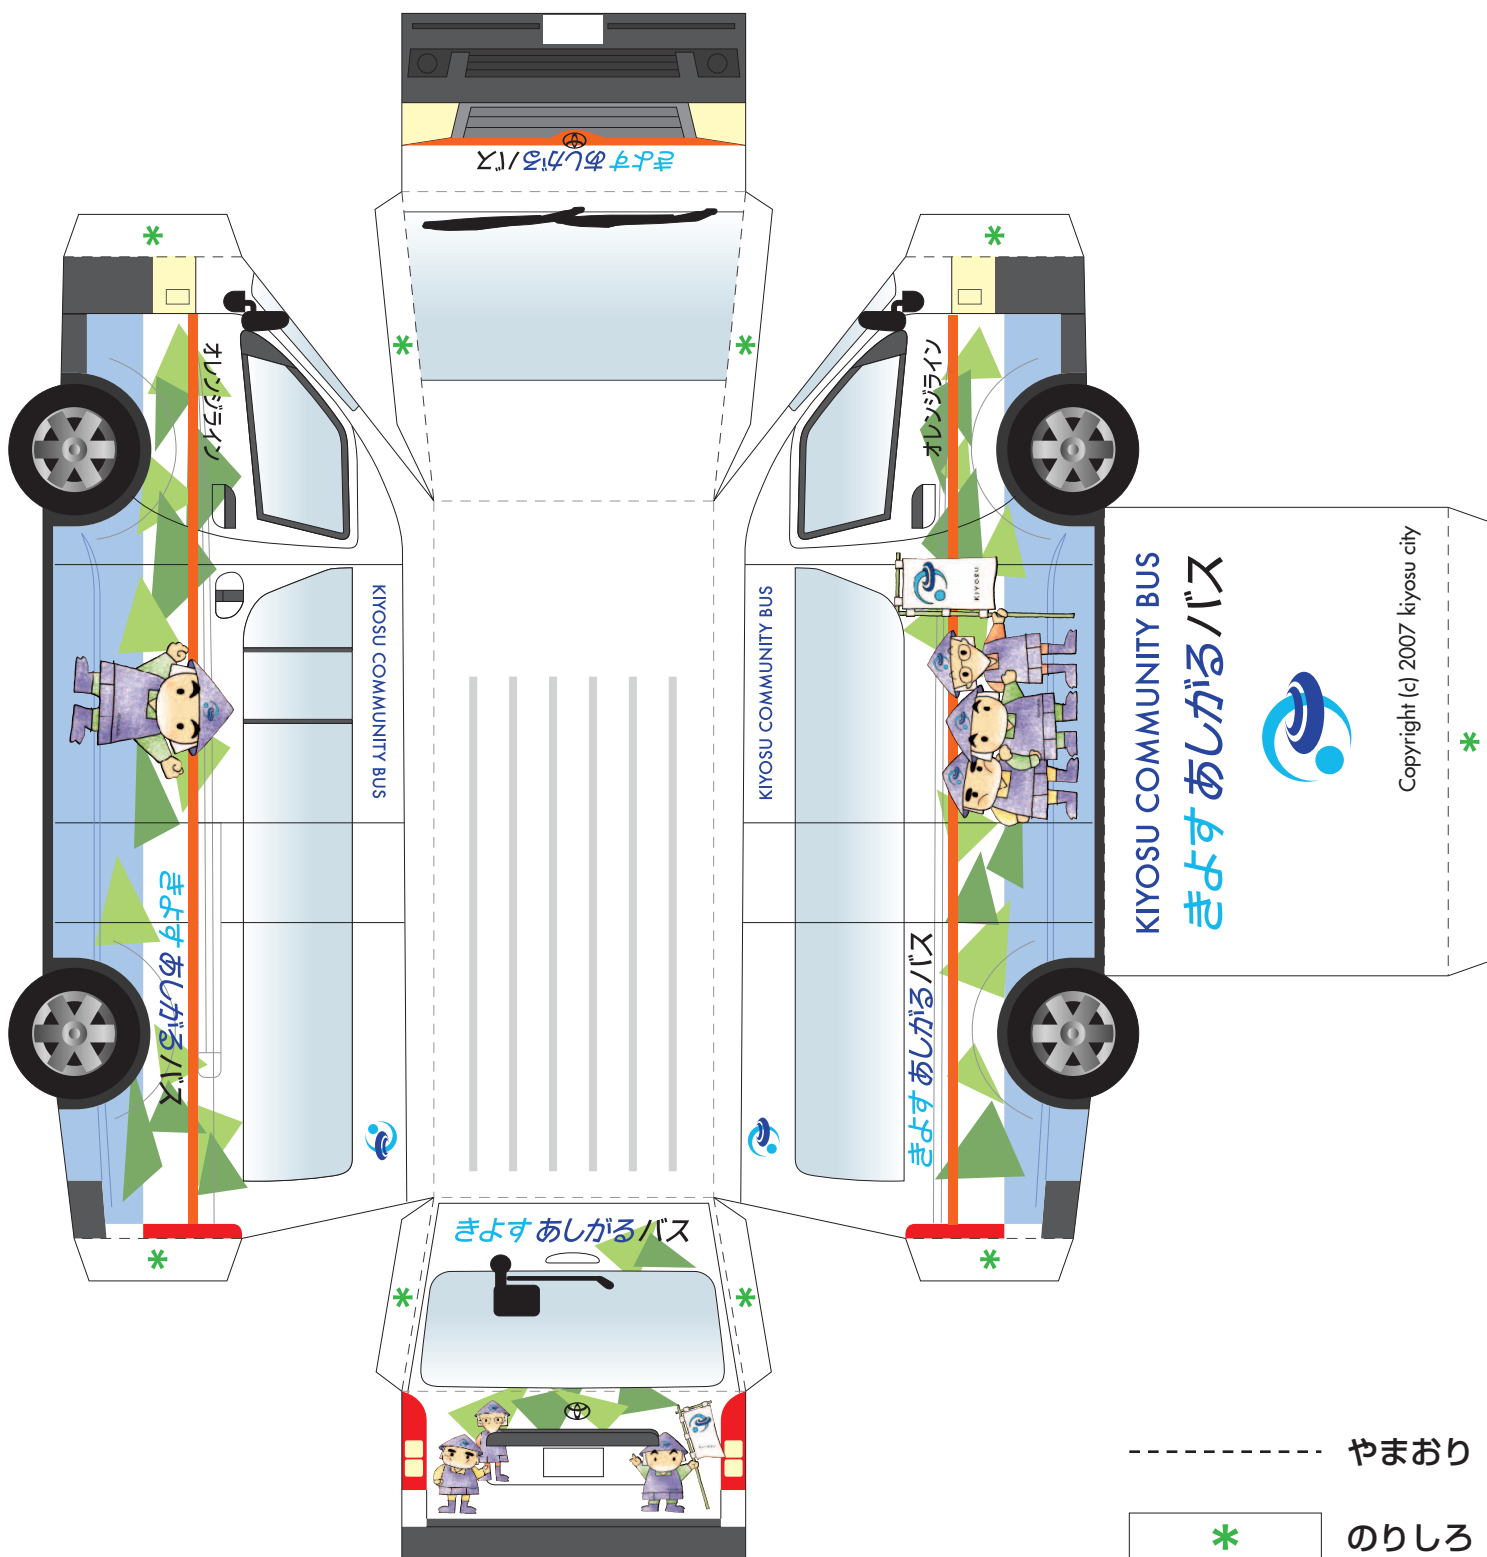 きよす あしがるバス
オレンジライン
KIYOSU COMMUNITY BUS
きよす あしがるバス
オレンジライン
KIYOSU COMMUNITY BUS
KIYOSU
きよす あしがるバス
KIYOSU COMMUNITY BUS
きよす あしがるバス
Copyright (c) 2007 kiyosu city
きよす あしがるバス
やまおり
* のりしろ